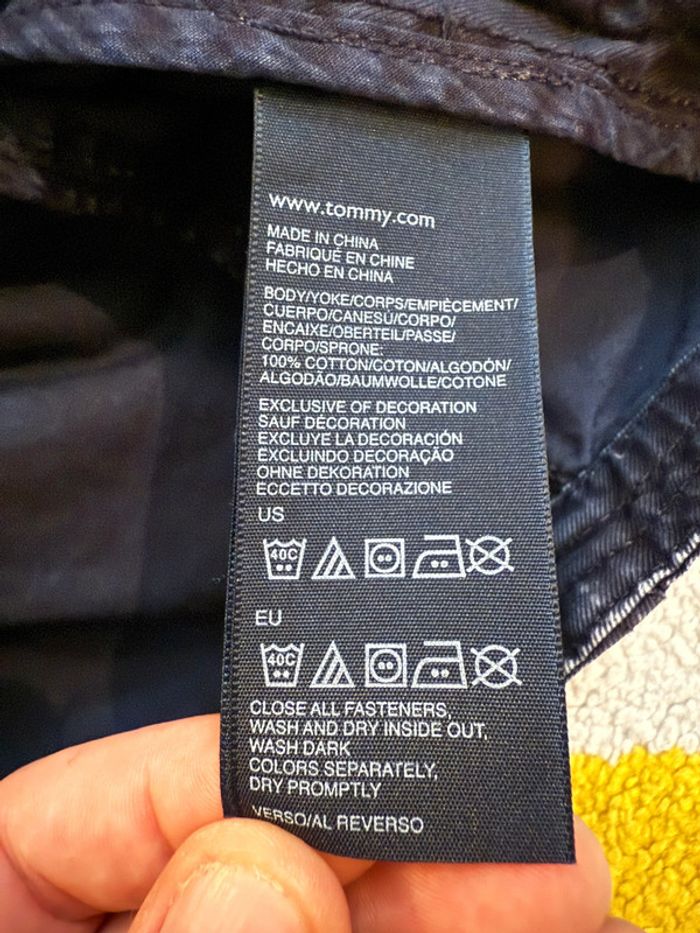 www.tommy.com
MADE IN CHINA
FABRIQUÉ EN CHINE
HECHO EN CHINA
BODY/YOKE/CORPS/EMPIÈCEMENT/
CUERPO/CANESÚ/CORPO/
ENCAIXE/OBERTEIL/PASSE/
CORPO/SPRONE:
100% COTTON/COTON/ALGODÓN/
ALGODÃO/BAUMWOLLE/COTONE
EXCLUSIVE OF DECORATION
SAUF DÉCORATION
EXCLUYE LA DECORACIÓN
EXCLUINDO DECORAÇÃO
OHNE DEKORATION
ECCETTO DECORAZIONE
US
40C
EU
40C
CLOSE ALL FASTENERS,
WASH AND DRY INSIDE OUT,
WASH DARK
COLORS SEPARATELY,
DRY PROMPTLY
VERSO/AL REVERSO